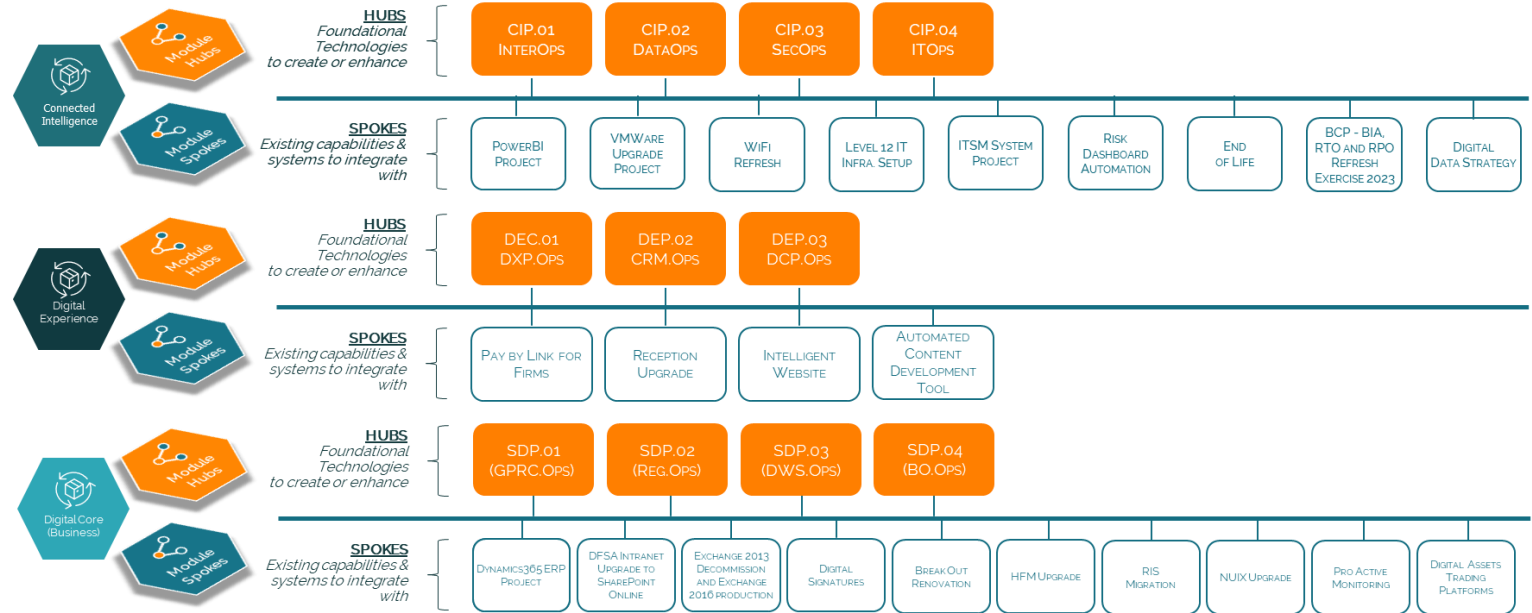 HUBS
Foundational
Technologies
to create or enhance
CIP.01
InterOps
CIP.02
DataOps
CIP.03
SecOps
CIP.04
ITOps
Module
Hubs
Connected
Intelligence
Module
Spokes
SPOKES
Existing capabilities &
systems to integrate
with
PowerBI
Project
VMWare
Upgrade
Project
WiFi
Refresh
Level 12 IT
Infra. Setup
ITSM System
Project
Risk
Dashboard
Automation
End
of Life
BCP - BIA,
RTO and RPO
Refresh
Exercise 2023
Digital
Data Strategy
HUBS
Foundational
Technologies
to create or enhance
DEC.01
DXP.Ops
DEP.02
CRM.Ops
DEP.03
DCP.Ops
Module
Hubs
Digital
Experience
Module
Spokes
SPOKES
Existing capabilities &
systems to integrate
with
Pay by Link for
Firms
Reception
Upgrade
Intelligent
Website
Automated
Content
Development
Tool
HUBS
Foundational
Technologies
to create or enhance
SDP.01
(GPRC.Ops)
SDP.02
(Reg.Ops)
SDP.03
(DWS.Ops)
SDP.04
(BO.Ops)
Module
Hubs
Digital Core
(Business)
Module
Spokes
SPOKES
Existing capabilities &
systems to integrate
with
Dynamics365 ERP
Project
DFSA Intranet
Upgrade to
SharePoint
Online
Exchange 2013
Decommission
and Exchange
2016 production
Digital
Signatures
Break Out
Renovation
HFM Upgrade
RIS
Migration
NUIX Upgrade
Pro Active
Monitoring
Digital Assets
Trading
Platforms